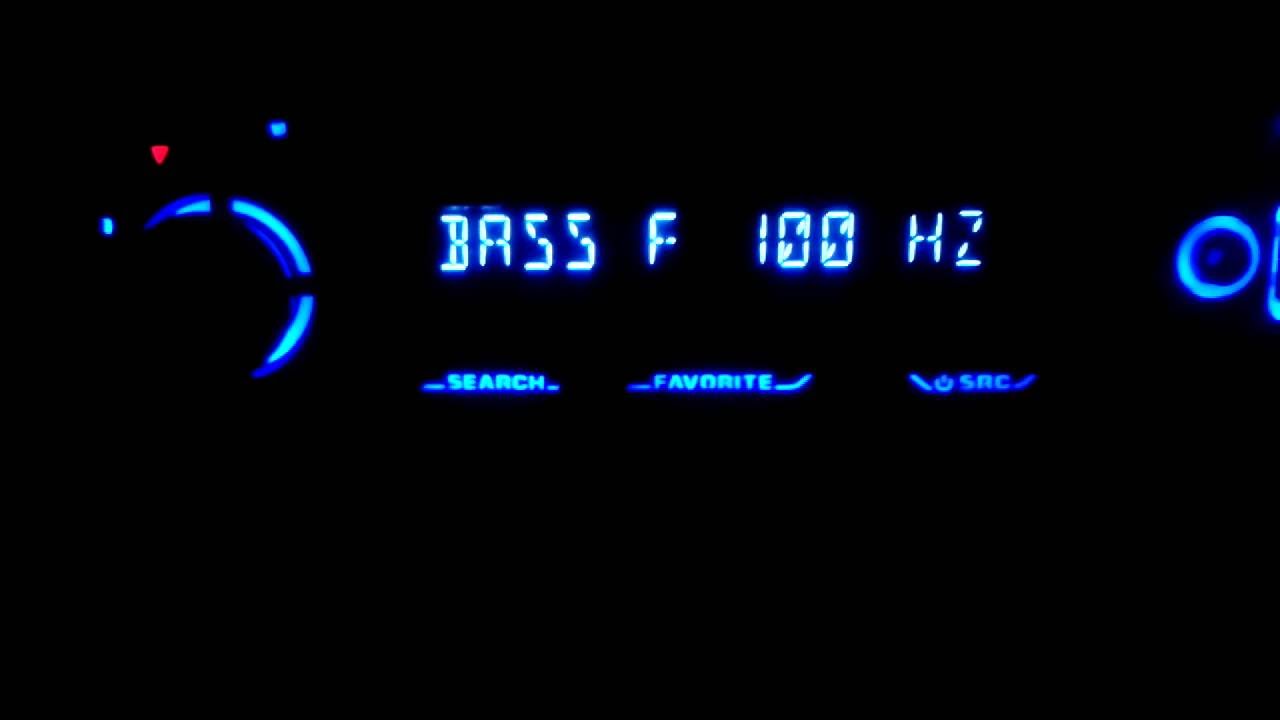 BASS F 100 HZ
SEARCH FAVORITE SRC